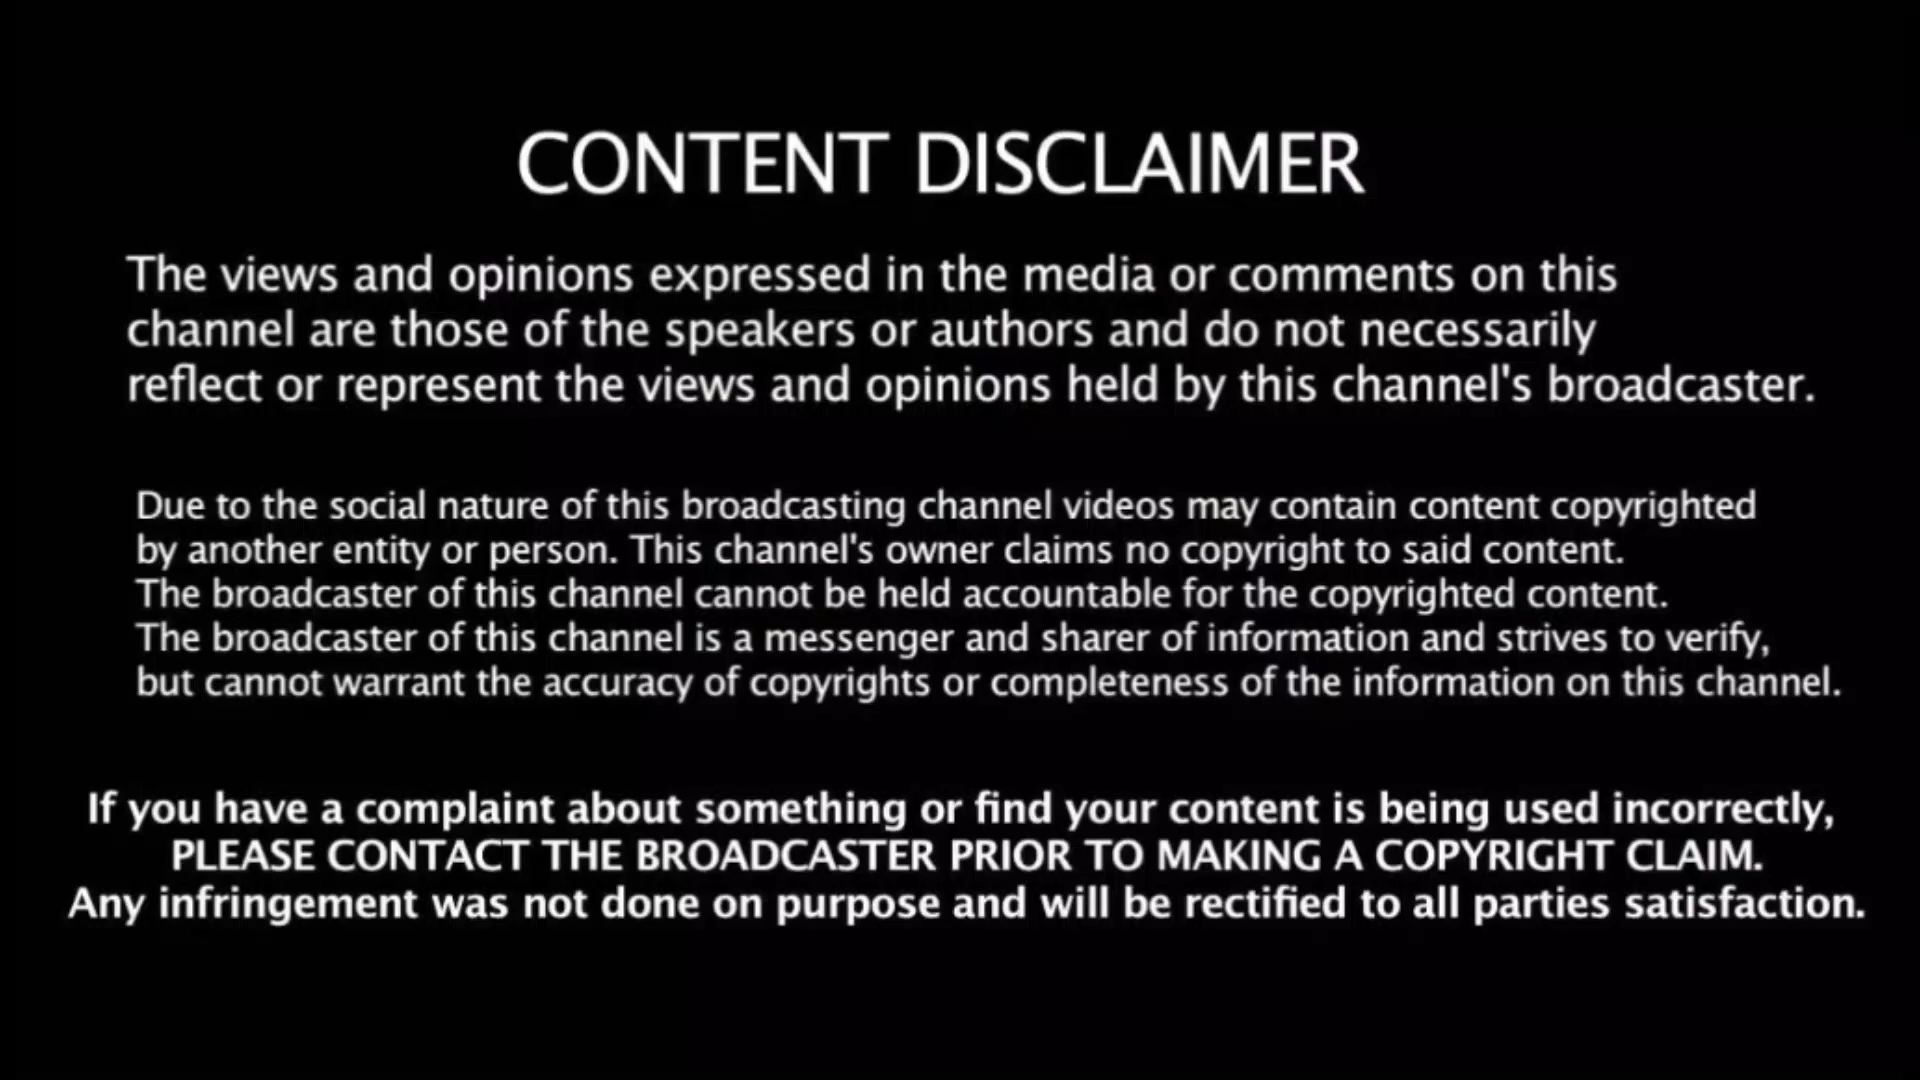 CONTENT DISCLAIMER
The views and opinions expressed in the media or comments on this
channel are those of the speakers or authors and do not necessarily
reflect or represent the views and opinions held by this channel's broadcaster.
Due to the social nature of this broadcasting channel videos may contain content copyrighted
by another entity or person. This channel's owner claims no copyright to said content.
The broadcaster of this channel cannot be held accountable for the copyrighted content.
The broadcaster of this channel is a messenger and sharer of information and strives to verify,
but cannot warrant the accuracy of copyrights or completeness of the information on this channel.
If you have a complaint about something or find your content is being used incorrectly,
PLEASE CONTACT THE BROADCASTER PRIOR TO MAKING A COPYRIGHT CLAIM.
Any infringement was not done on purpose and will be rectified to all parties satisfaction.